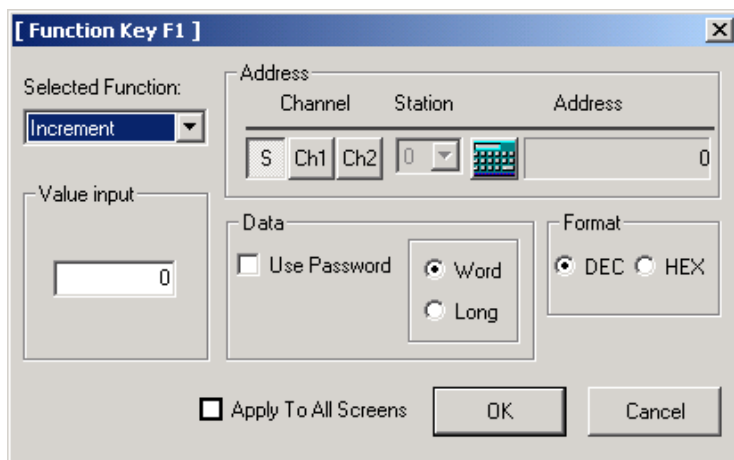 [ Function Key F1 ]
Selected Function:
Increment
Address
Channel Station Address
S Ch1 Ch2 0 0
Value input
0
Data
Use Password
Word
Long
Format
DEC HEX
Apply To All Screens
OK Cancel